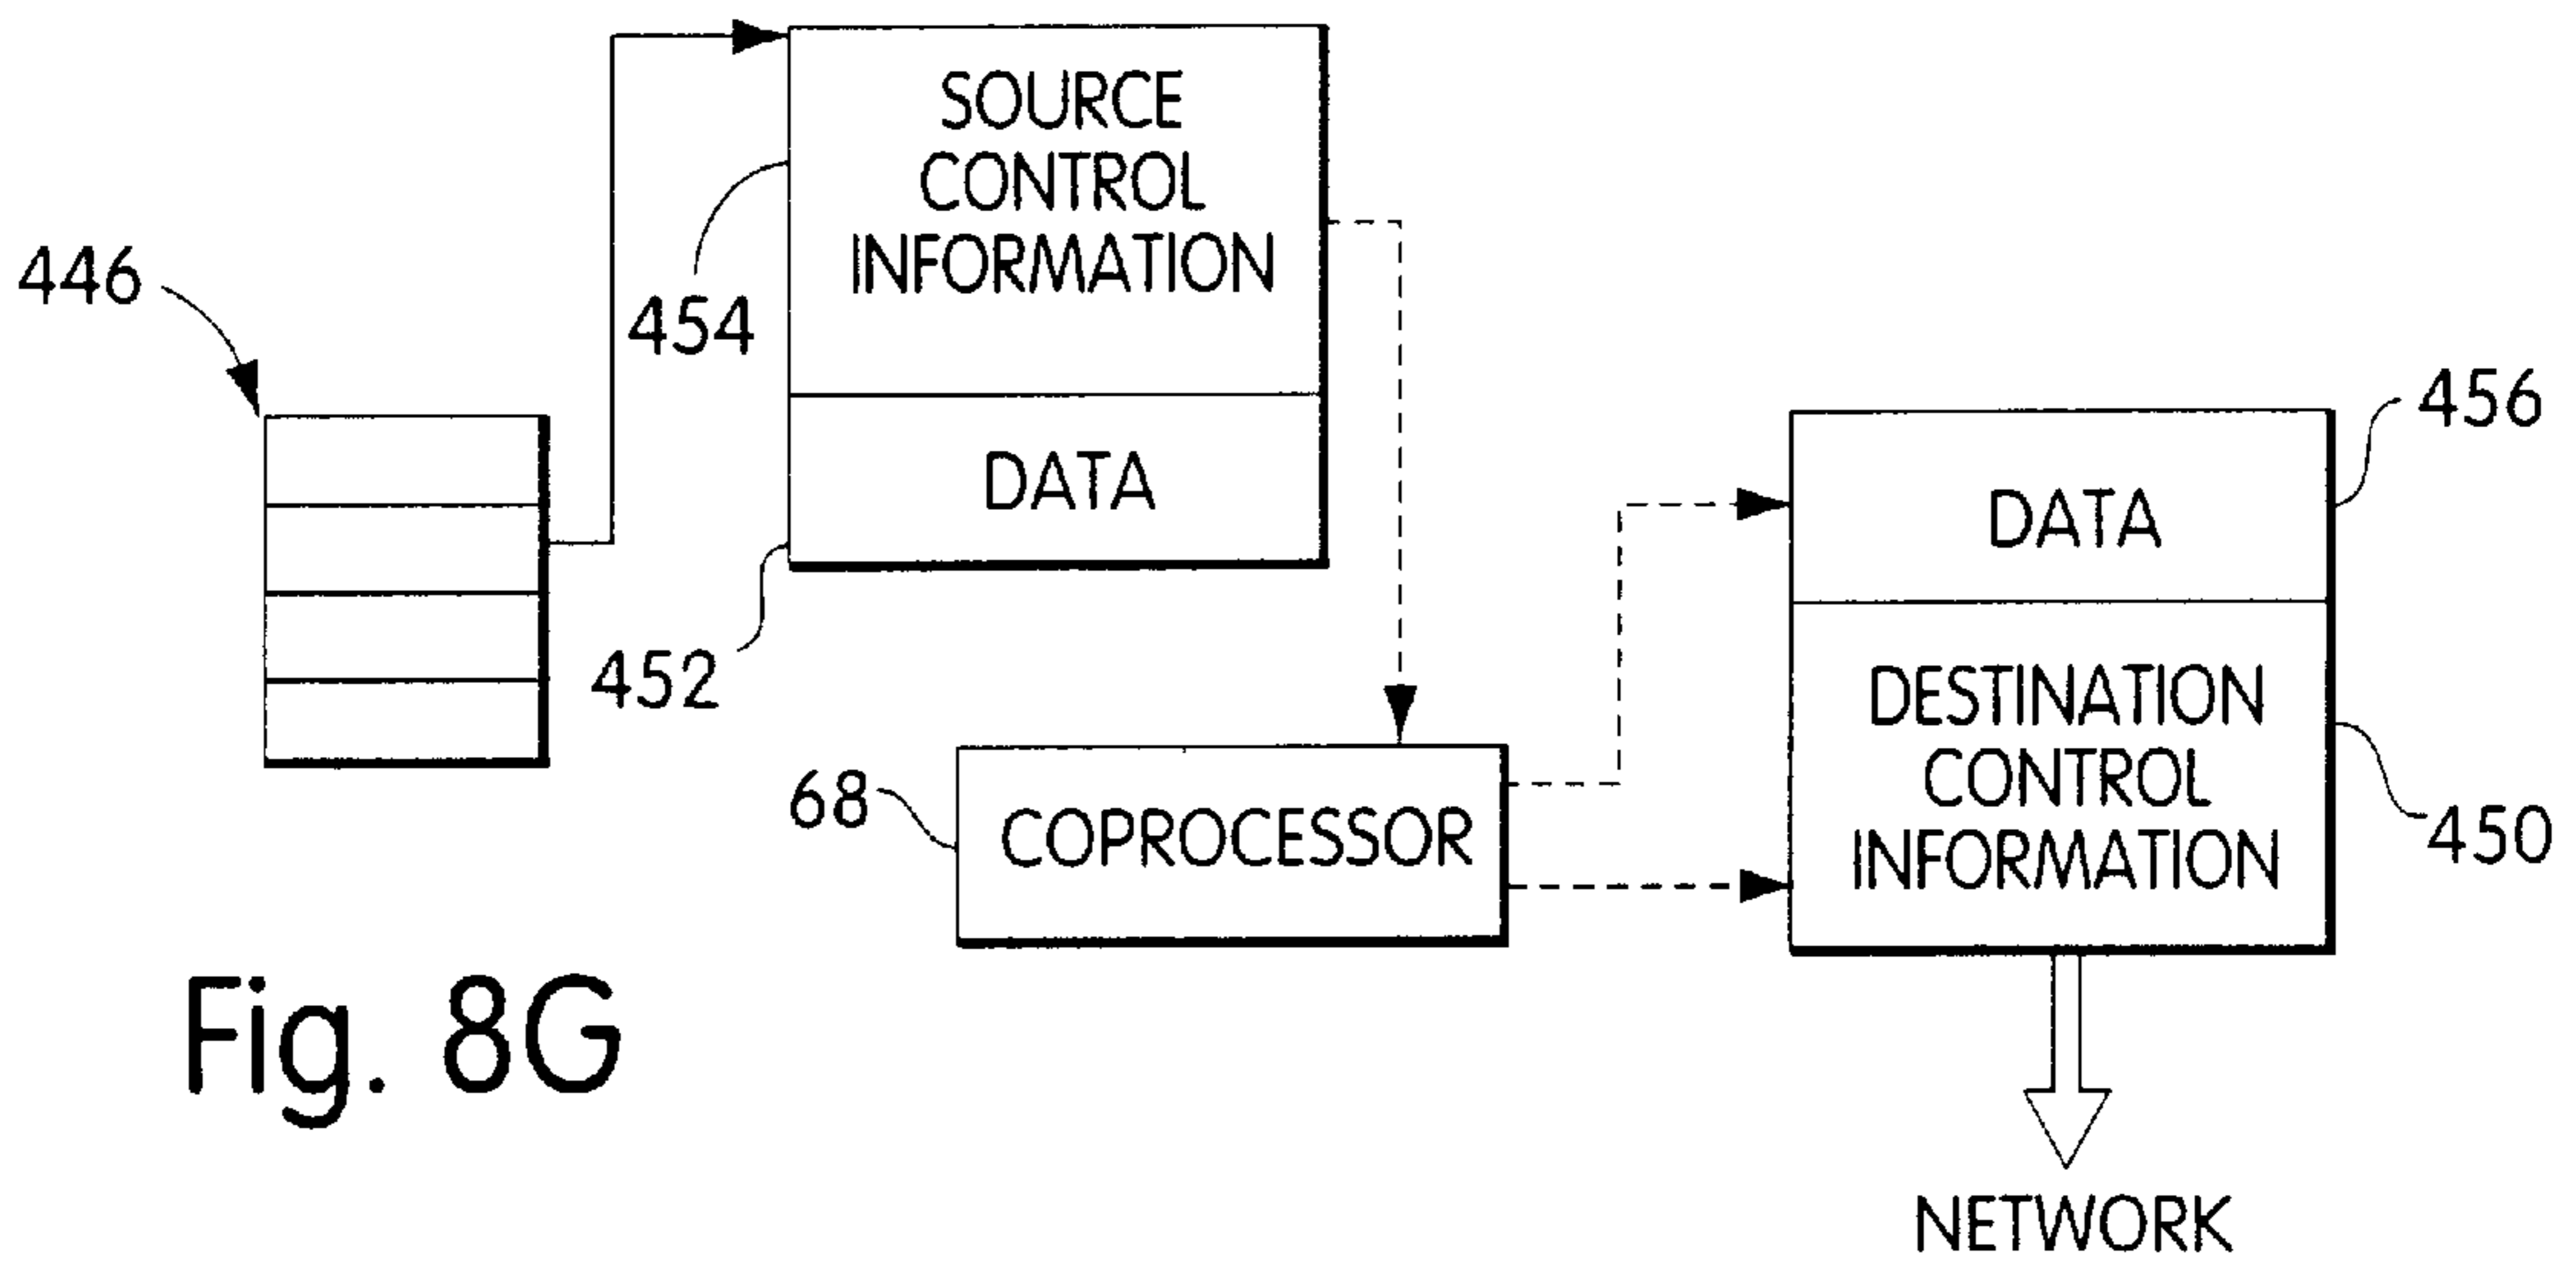 SOURCE
CONTROL
INFORMATION
446
454
DATA
456
DATA
452
DESTINATION
CONTROL
INFORMATION
68
COPROCESSOR
450
Fig. 8G
NETWORK